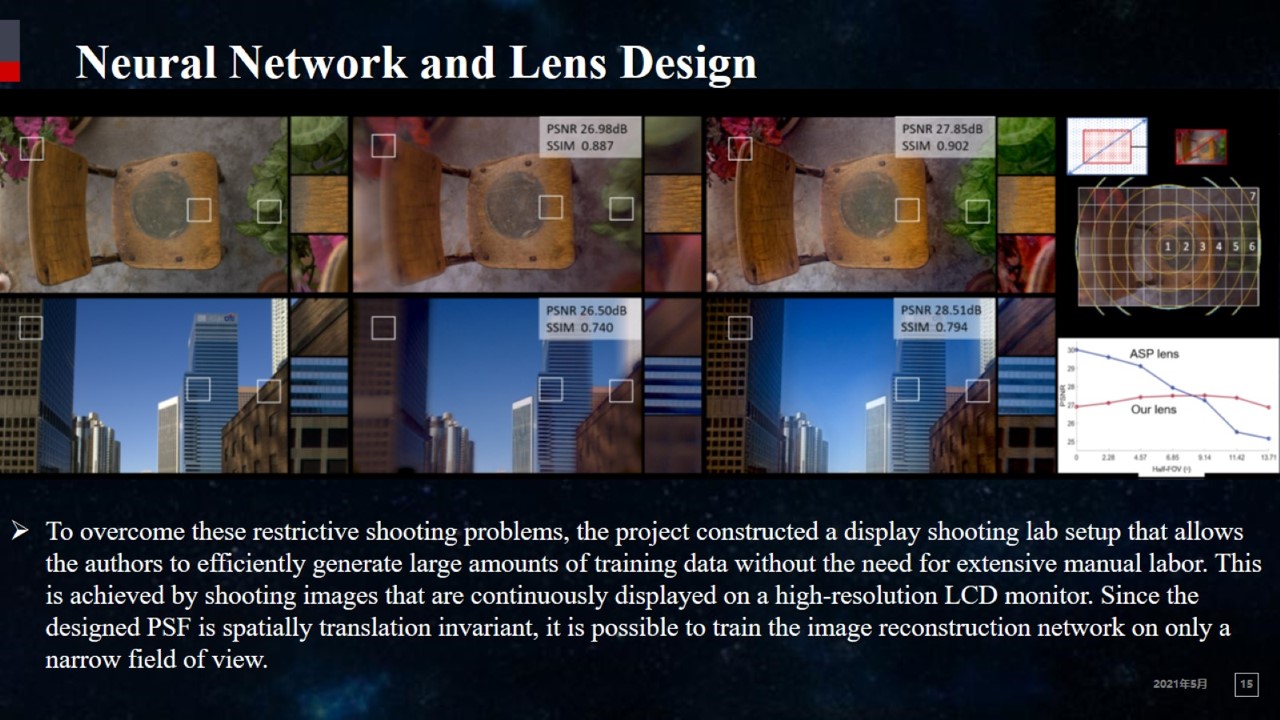 Neural Network and Lens Design
PSNR 26.98dB
SSIM 0.887
PSNR 27.85dB
SSIM 0.902
7
1 2 3 4 5 6
PSNR 26.50dB
SSIM 0.740
PSNR 28.51dB
SSIM 0.794
ASP lens
Our lens
PSNR
30
29
28
27
26
25
0 2.28 4.57 6.85 9.14 11.42 13.71
Half-FOV (°)
➢ To overcome these restrictive shooting problems, the project constructed a display shooting lab setup that allows
the authors to efficiently generate large amounts of training data without the need for extensive manual labor. This
is achieved by shooting images that are continuously displayed on a high-resolution LCD monitor. Since the
designed PSF is spatially translation invariant, it is possible to train the image reconstruction network on only a
narrow field of view.
2021年5月
15